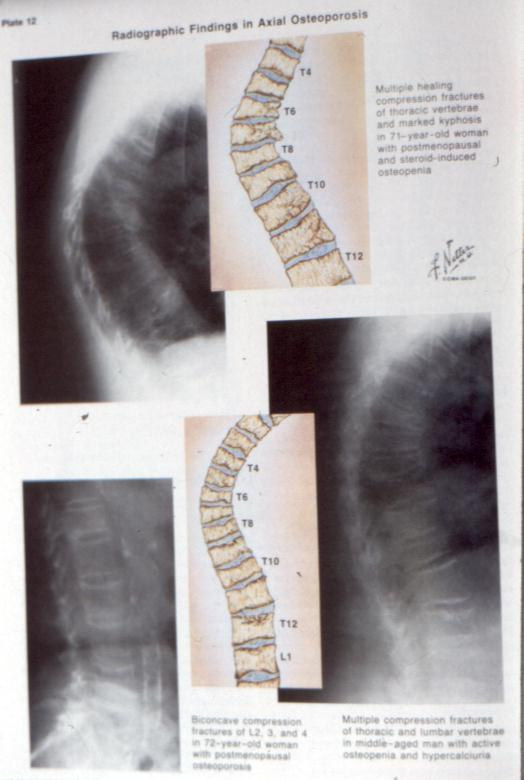 Plate 12
Radiographic Findings in Axial Osteoporosis
T4
T6
T8
T10
T12
Multiple healing
compression fractures
of thoracic vertebrae
and marked kyphosis
in 71-year-old woman
with postmenopausal
and steroid-induced
osteopenia
F. Netter
M.D.
T4
T6
T8
T10
T12
L1
Biconcave compression
fractures of L2, 3, and 4
in 72-year-old woman
with postmenopausal
osteoporosis
Multiple compression fractures
of thoracic and lumbar vertebrae
in middle-aged man with active
osteopenia and hypercalciuria